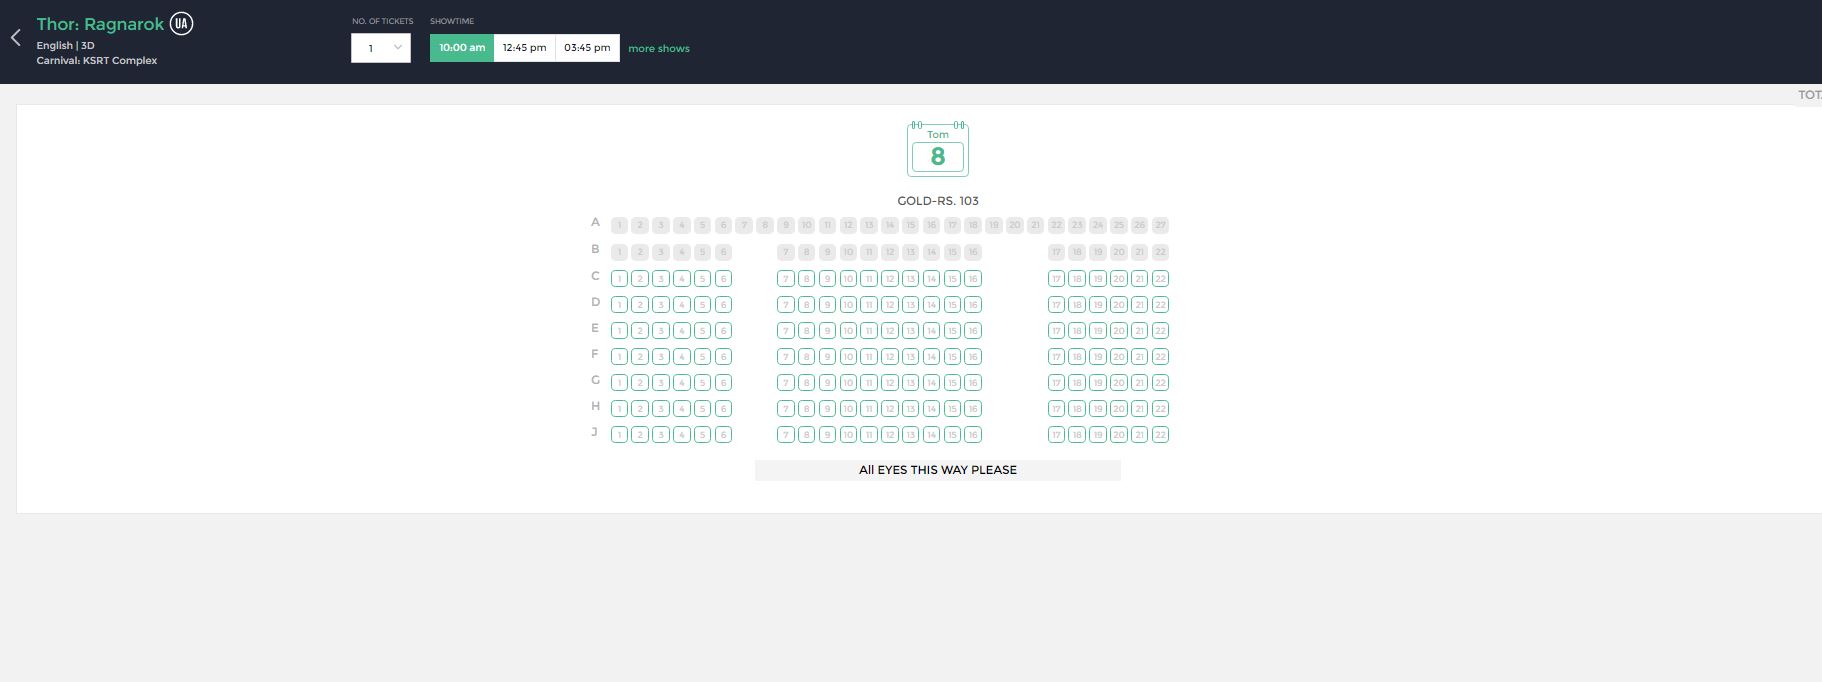 Thor: Ragnarok UA
English | 3D
Carnival: KSRT Complex
NO. OF TICKETS
1
SHOWTIME
10:00 am 12:45 pm 03:45 pm more shows
TOT
Tom
8
GOLD-RS. 103
A 1 2 3 4 5 6 7 8 9 10 11 12 13 14 15 16 17 18 19 20 21 22 23 24 25 26 27
B 1 2 3 4 5 6 7 8 9 10 11 12 13 14 15 16 17 18 19 20 21 22
C 1 2 3 4 5 6 7 8 9 10 11 12 13 14 15 16 17 18 19 20 21 22
D 1 2 3 4 5 6 7 8 9 10 11 12 13 14 15 16 17 18 19 20 21 22
E 1 2 3 4 5 6 7 8 9 10 11 12 13 14 15 16 17 18 19 20 21 22
F 1 2 3 4 5 6 7 8 9 10 11 12 13 14 15 16 17 18 19 20 21 22
G 1 2 3 4 5 6 7 8 9 10 11 12 13 14 15 16 17 18 19 20 21 22
H 1 2 3 4 5 6 7 8 9 10 11 12 13 14 15 16 17 18 19 20 21 22
J 1 2 3 4 5 6 7 8 9 10 11 12 13 14 15 16 17 18 19 20 21 22
All EYES THIS WAY PLEASE